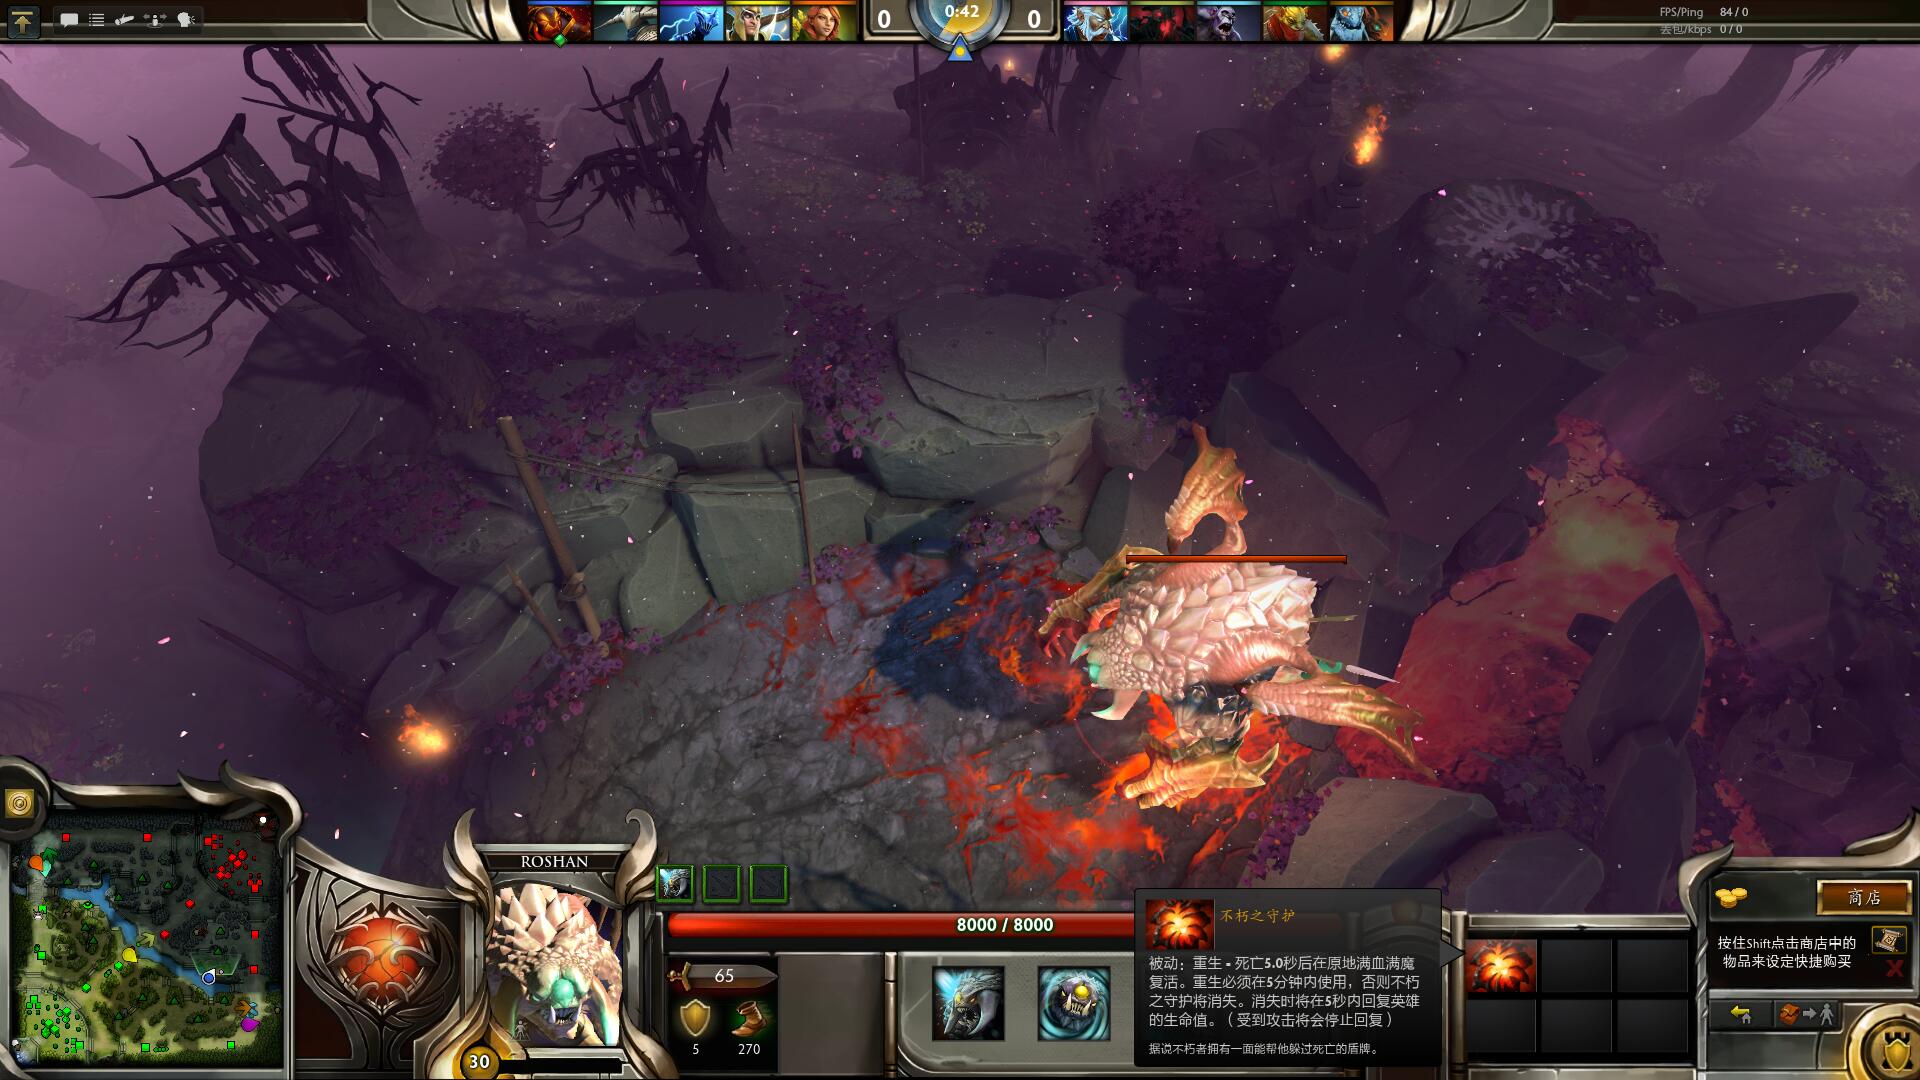 0
0:42
0
FPS/Ping 84 / 0
丢包/kbps 0 / 0
ROSHAN
8000 / 8000
65
5
270
30
不朽之守护
被动：重生 - 死亡5.0秒后在原地满血满魔
复活。重生必须在5分钟内使用，否则不朽
之守护将消失。消失时将在5秒内回复英雄
的生命值。（受到攻击将会停止回复）
据说不朽者拥有一面能帮他躲过死亡的盾牌。
商店
按住Shift点击商店中的
物品来设定快捷购买